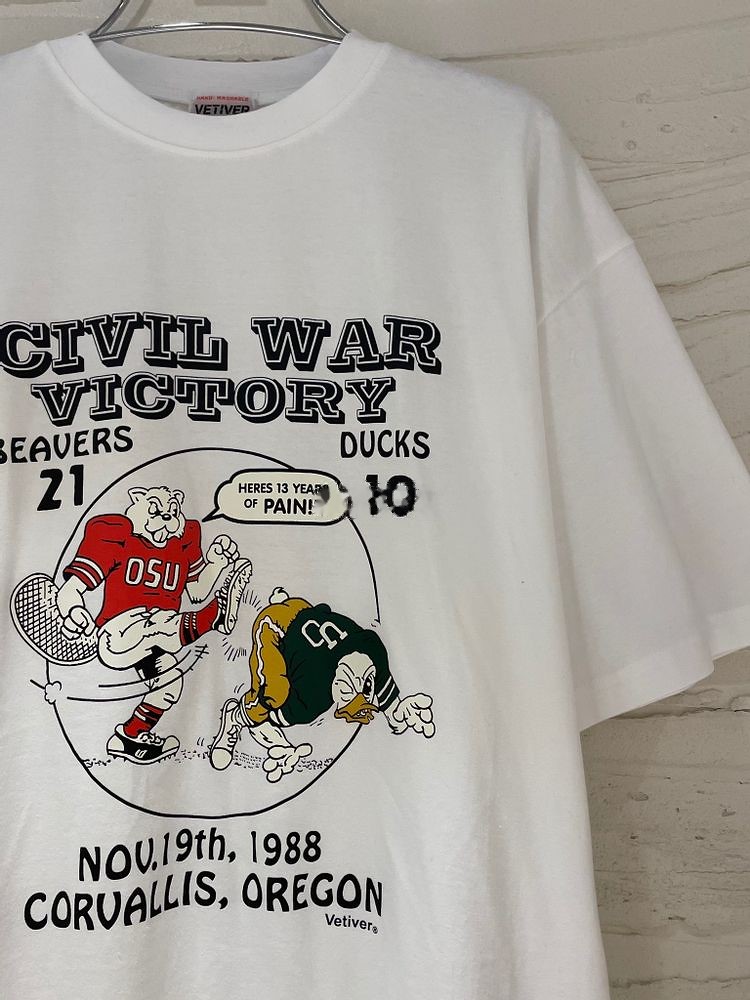 HAND WASHABLE
VETIVER
CIVIL WAR
VICTORY
BEAVERS DUCKS
21 10
HERES 13 YEARS
OF PAIN!
OSU
NOV.19th, 1988
CORVALLIS, OREGON
Vetiver®